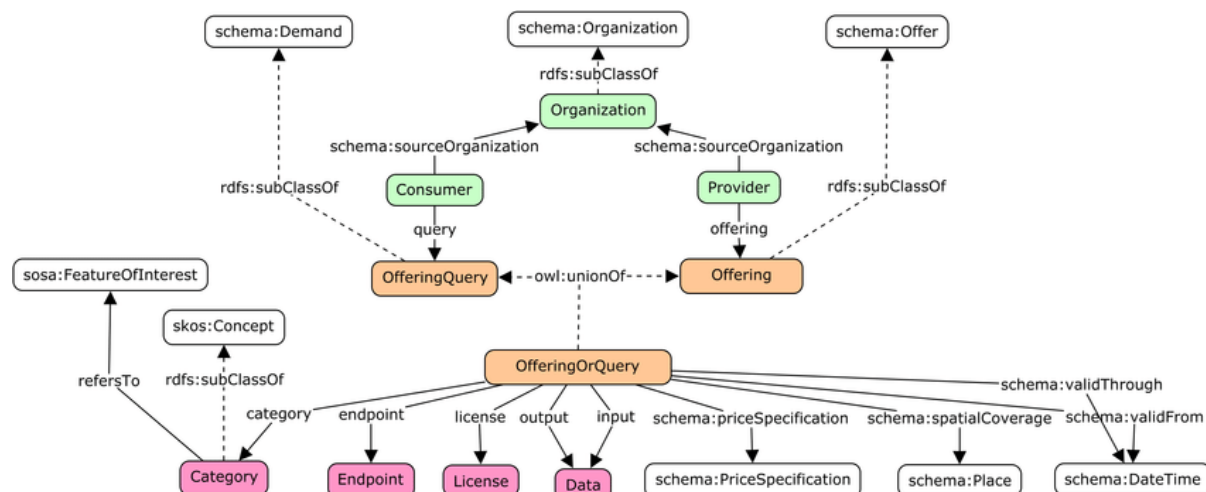 schema:Demand
schema:Organization
schema:Offer
rdfs:subClassOf
Organization
schema:sourceOrganization
schema:sourceOrganization
Consumer
Provider
rdfs:subClassOf
rdfs:subClassOf
query
offering
sosa:FeatureOfInterest
OfferingQuery
owl:unionOf
Offering
skos:Concept
OfferingOrQuery
refersTo
rdfs:subClassOf
schema:validThrough
category
endpoint
license
output
input
schema:priceSpecification
schema:spatialCoverage
schema:validFrom
Category
Endpoint
License
Data
schema:PriceSpecification
schema:Place
schema:DateTime